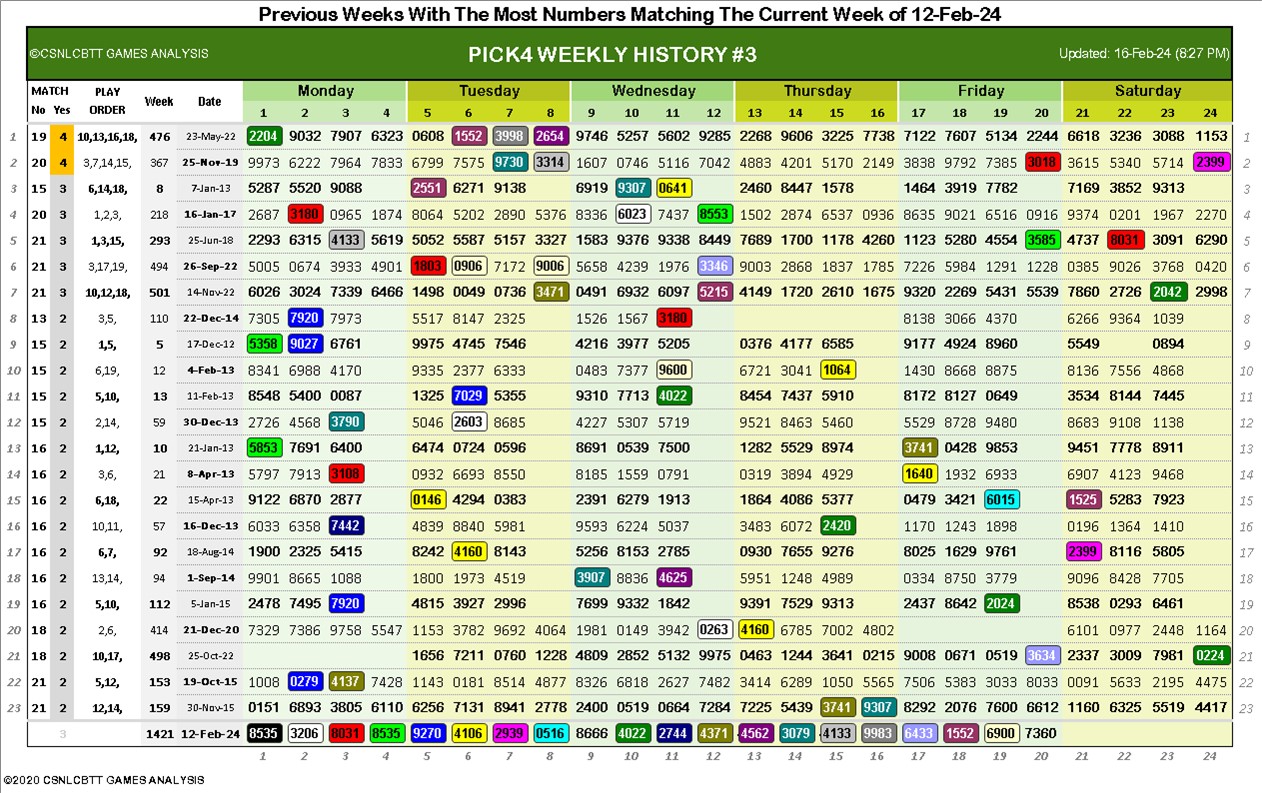 Previous Weeks With The Most Numbers Matching The Current Week of 12-Feb-24
©CSNLCBTT GAMES ANALYSIS PICK4 WEEKLY HISTORY #3 Updated: 16-Feb-24 (8:27 PM)
MATCH PLAY Week Date Monday Tuesday Wednesday Thursday Friday Saturday
No Yes ORDER 1 2 3 4 5 6 7 8 9 10 11 12 13 14 15 16 17 18 19 20 21 22 23 24
1 19 4 10,13,16,18, 476 23-May-22 2204 9032 7907 6323 0608 1552 3998 2654 9746 5257 5602 9285 2268 9606 3225 7738 7122 7607 5134 2244 6618 3236 3088 1153 1
2 20 4 3,7,14,15, 367 25-Nov-19 9973 6222 7964 7833 6799 7575 9730 3314 1607 0746 5116 7042 4883 4201 5170 2149 3838 9792 7385 3018 3615 5340 5714 2399 2
3 15 3 6,14,18, 8 7-Jan-13 5287 5520 9088 2551 6271 9138 6919 9307 0641 2460 8447 1578 1464 3919 7782 7169 3852 9313 3
4 20 3 1,2,3, 218 16-Jan-17 2687 3180 0965 1874 8064 5202 2890 5376 8336 6023 7437 8553 1502 2874 6537 0936 8635 9021 6516 0916 9374 0201 1967 2270 4
5 21 3 1,3,15, 293 25-Jun-18 2293 6315 4133 5619 5052 5587 5157 3327 1583 9376 9338 8449 7689 1700 1178 4260 1123 5280 4554 3585 4737 8031 3091 6290 5
6 21 3 3,17,19, 494 26-Sep-22 5005 0674 3933 4901 1803 0906 7172 9006 5658 4239 1976 3346 9003 2868 1837 1785 7226 5984 1291 1228 0385 9026 3768 0420 6
7 21 3 10,12,18, 501 14-Nov-22 6026 3024 7339 6466 1498 0049 0736 3471 0491 6932 6097 5215 4149 1720 2610 1675 9320 2269 5431 5539 7860 2726 2042 2998 7
8 13 2 3,5, 110 22-Dec-14 7305 7920 7973 5517 8147 2325 1526 1567 3180 8138 3066 4370 6266 9364 1039 8
9 15 2 1,5, 5 17-Dec-12 5358 9027 6761 9975 4745 7546 4216 3977 5205 0376 4177 6585 9177 4924 8960 5549 0894 9
10 15 2 6,19, 12 4-Feb-13 8341 6988 4170 9335 2377 6333 0483 7377 9600 6721 3041 1064 1430 8668 8875 8136 7556 4868 10
11 15 2 5,10, 13 11-Feb-13 8548 5400 0087 1325 7029 5355 9310 7713 4022 8454 7437 5910 8172 8127 0649 3534 8144 7445 11
12 15 2 2,14, 59 30-Dec-13 2726 4568 3790 5046 2603 8685 4227 5307 5719 9521 8463 5460 5529 8728 9480 8683 9108 1138 12
13 16 2 1,12, 10 21-Jan-13 5853 7691 6400 6474 0724 0596 8691 0539 7500 1282 5529 8974 3741 0428 9853 9451 7778 8911 13
14 16 2 3,6, 21 8-Apr-13 5797 7913 3108 0932 6693 8550 8185 1559 0791 0319 3894 4929 1640 1932 6933 6907 4123 9468 14
15 16 2 6,18, 22 15-Apr-13 9122 6870 2877 0146 4294 0383 2391 6279 1913 1864 4086 5377 0479 3421 6015 1525 5283 7923 15
16 16 2 10,11, 57 16-Dec-13 6033 6358 7442 4839 8840 5981 9593 6224 5037 3483 6072 2420 1170 1243 1898 0196 1364 1410 16
17 16 2 6,7, 92 18-Aug-14 1900 2325 5415 8242 4160 8143 5256 8153 2785 0930 7655 9276 8025 1629 9761 2399 8116 5805 17
18 16 2 13,14, 94 1-Sep-14 9901 8665 1088 1800 1973 4519 3907 8836 4625 5951 1248 4989 0334 8750 3779 9096 8428 7705 18
19 16 2 5,10, 112 5-Jan-15 2478 7495 7920 4815 3927 2996 7699 9332 1842 9391 7529 9313 2437 8642 2024 8538 0293 6461 19
20 18 2 2,6, 414 21-Dec-20 7329 7386 9758 5547 1153 3782 9692 4064 1981 0149 3942 0263 4160 6785 7002 4802 6101 0977 2448 1164 20
21 18 2 10,17, 498 25-Oct-22 1656 7211 0760 1228 4809 2852 5132 9975 0463 1244 3641 0215 9008 0671 0519 3634 2337 3009 7981 0224 21
22 21 2 5,12, 153 19-Oct-15 1008 0279 4137 7428 1143 0181 8514 4877 8326 6818 2627 7482 3414 6289 1050 5565 7506 5383 3033 8033 0091 5633 2195 4475 22
23 21 2 12,14, 159 30-Nov-15 0151 6893 3805 6110 6256 7131 8941 2778 2400 0519 0664 7284 7225 5439 3741 9307 8292 2076 7600 6612 1160 6325 5519 4417 23
3 1421 12-Feb-24 8535 3206 8031 8535 9270 4106 2939 0516 8666 4022 2744 4371 4562 3079 4133 9983 6433 1552 6900 7360
1 2 3 4 5 6 7 8 9 10 11 12 13 14 15 16 17 18 19 20 21 22 23 24
©2020 CSNLCBTT GAMES ANALYSIS